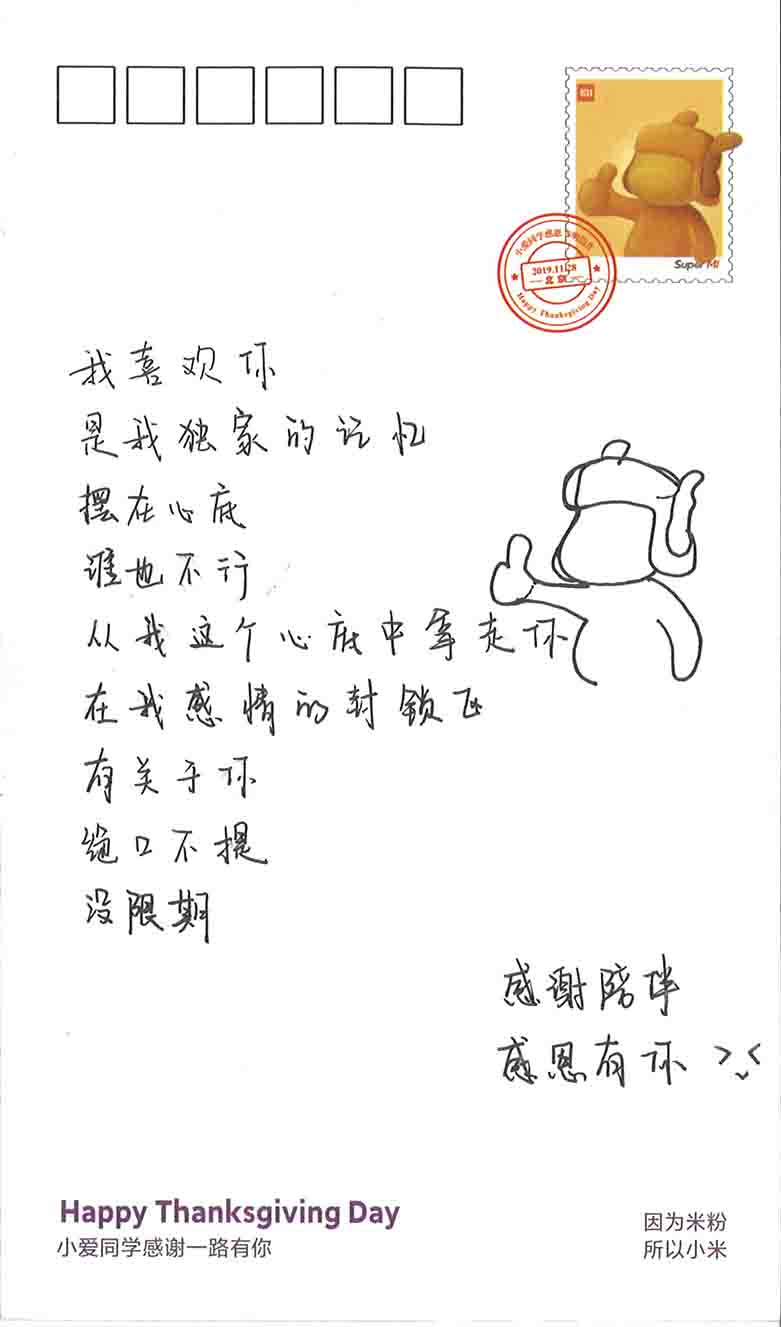 MI
Super MI
小爱同学感恩
2019.11.28
北京
Happy Thanksgiving Day
我喜欢你
是我独家的记忆
摆在心底
谁也不行
从我这个心底中拿走你
在我感情的封锁区
有关于你
绝口不提
没限期
感谢陪伴
感恩有你
Happy Thanksgiving Day
小爱同学感谢一路有你
因为米粉
所以小米